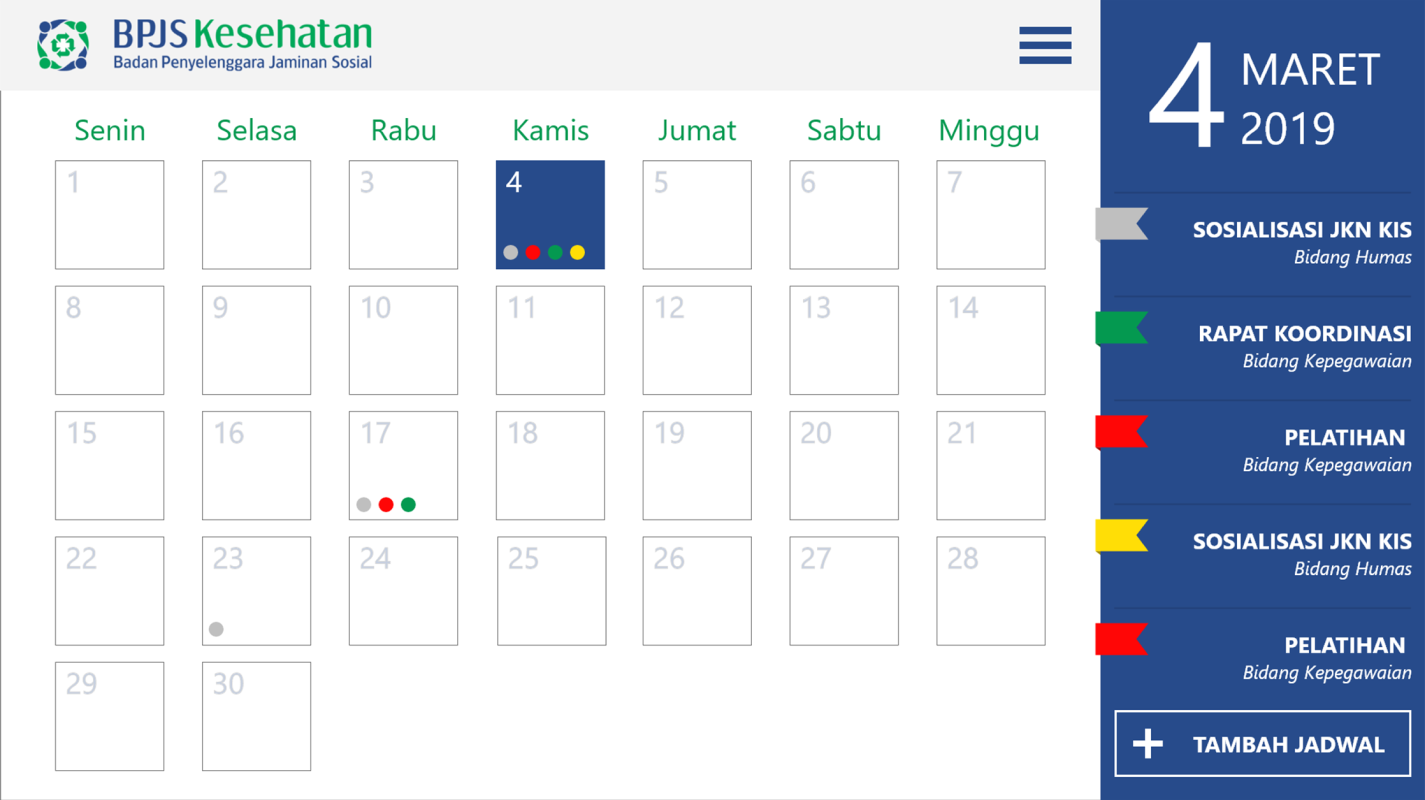 BPJS Kesehatan
Badan Penyelenggara Jaminan Sosial
Senin Selasa Rabu Kamis Jumat Sabtu Minggu
1 2 3 4 5 6 7
8 9 10 11 12 13 14
15 16 17 18 19 20 21
22 23 24 25 26 27 28
29 30
4
MARET
2019
SOSIALISASI JKN KIS
Bidang Humas
RAPAT KOORDINASI
Bidang Kepegawaian
PELATIHAN
Bidang Kepegawaian
SOSIALISASI JKN KIS
Bidang Humas
PELATIHAN
Bidang Kepegawaian
+ TAMBAH JADWAL